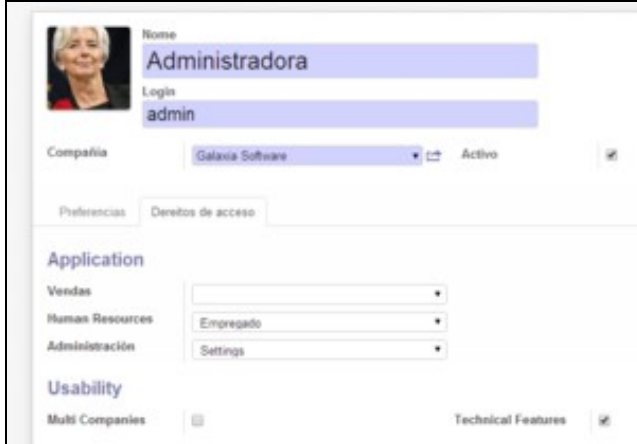 Nome
Administradora
Login
admin
Compañía Galaxia Software Activo
Preferencias Dereitos de acceso
Application
Vendas
Human Resources Empregado
Administración Settings
Usability
Multi Companies Technical Features